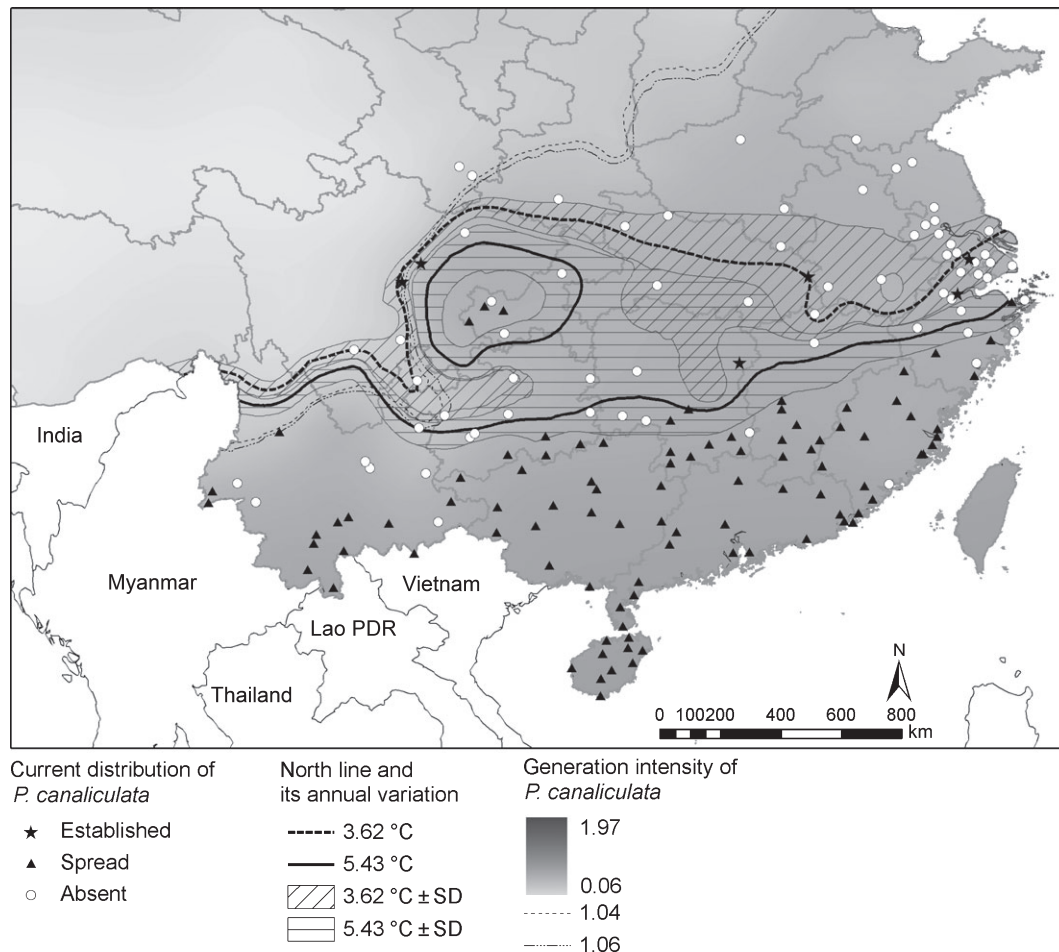 India
Myanmar
Vietnam
Lao PDR
Thailand
N
0 100200 400 600 800
km
Current distribution of
P. canaliculata
Established
Spread
Absent
North line and
its annual variation
3.62 °C
5.43 °C
3.62 °C ± SD
5.43 °C ± SD
Generation intensity of
P. canaliculata
1.97
0.06
1.04
1.06